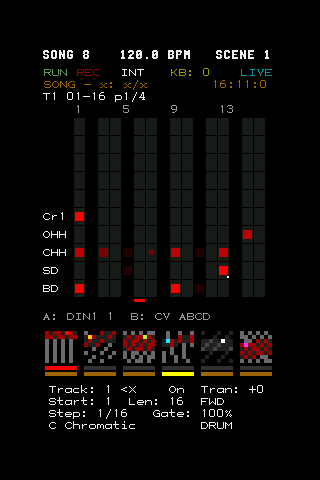 SONG 8 120.0 BPM SCENE 1
RUN REC INT KB: 0 LIVE
SONG - x: x/x 16:11:0
T1 01-16 p1/4
1 5 9 13
Cr1
OHH
CHH
SD
BD
A: DIN1 1 B: CV ABCD
Track: 1 <X On Tran: +0
Start: 1 Len: 16 FWD
Step: 1/16 Gate: 100%
C Chromatic DRUM